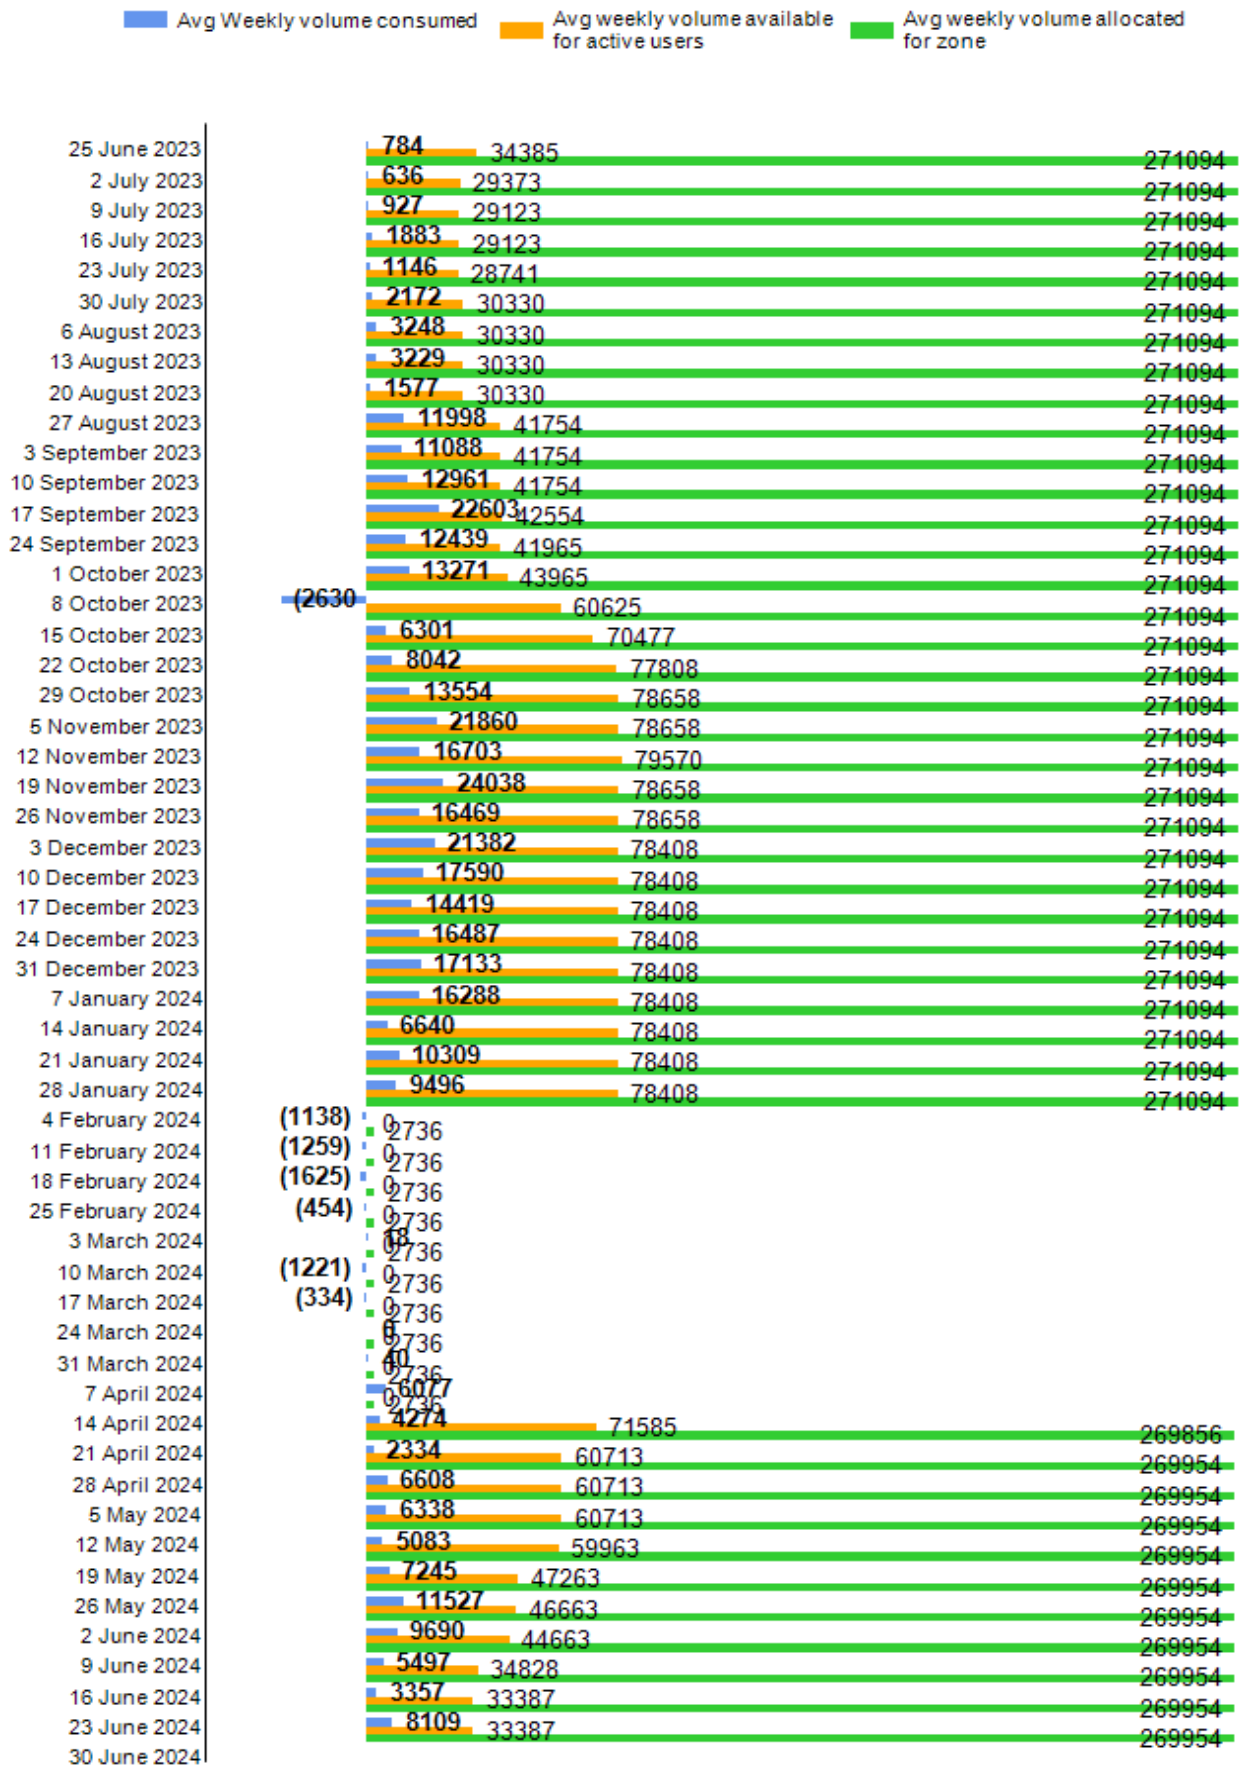 Avg Weekly volume consumed
Avg weekly volume available
for active users
Avg weekly volume allocated
for zone
25 June 2023 784 34385 271094
2 July 2023 636 29373 271094
9 July 2023 927 29123 271094
16 July 2023 1883 29123 271094
23 July 2023 1146 28741 271094
30 July 2023 2172 30330 271094
6 August 2023 3248 30330 271094
13 August 2023 3229 30330 271094
20 August 2023 1577 30330 271094
27 August 2023 11998 41754 271094
3 September 2023 11088 41754 271094
10 September 2023 12961 41754 271094
17 September 2023 22603 42554 271094
24 September 2023 12439 41965 271094
1 October 2023 13271 43965 271094
8 October 2023 (2630 60625 271094
15 October 2023 6301 70477 271094
22 October 2023 8042 77808 271094
29 October 2023 13554 78658 271094
5 November 2023 21860 78658 271094
12 November 2023 16703 79570 271094
19 November 2023 24038 78658 271094
26 November 2023 16469 78658 271094
3 December 2023 21382 78408 271094
10 December 2023 17590 78408 271094
17 December 2023 14419 78408 271094
24 December 2023 16487 78408 271094
31 December 2023 17133 78408 271094
7 January 2024 16288 78408 271094
14 January 2024 6640 78408 271094
21 January 2024 10309 78408 271094
28 January 2024 9496 78408 271094
4 February 2024 (1138) 0 2736
11 February 2024 (1259) 0 2736
18 February 2024 (1625) 0 2736
25 February 2024 (454) 0 2736
3 March 2024 18 0 2736
10 March 2024 (1221) 0 2736
17 March 2024 (334) 0 2736
24 March 2024 0 0 2736
31 March 2024 40 0 2736
7 April 2024 6077 0 2736
14 April 2024 4274 71585 269856
21 April 2024 2334 60713 269954
28 April 2024 6608 60713 269954
5 May 2024 6338 60713 269954
12 May 2024 5083 59963 269954
19 May 2024 7245 47263 269954
26 May 2024 11527 46663 269954
2 June 2024 9690 44663 269954
9 June 2024 5497 34828 269954
16 June 2024 3357 33387 269954
23 June 2024 8109 33387 269954
30 June 2024